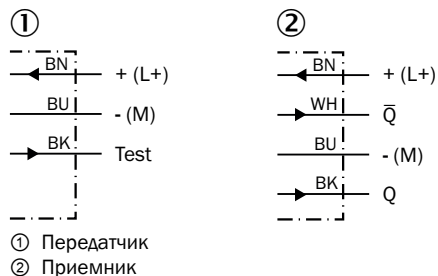 ① ②
BN + (L+)
BU - (M)
BK Test
BN + (L+)
WH Q̅
BU - (M)
BK Q
① Передатчик
② Приемник